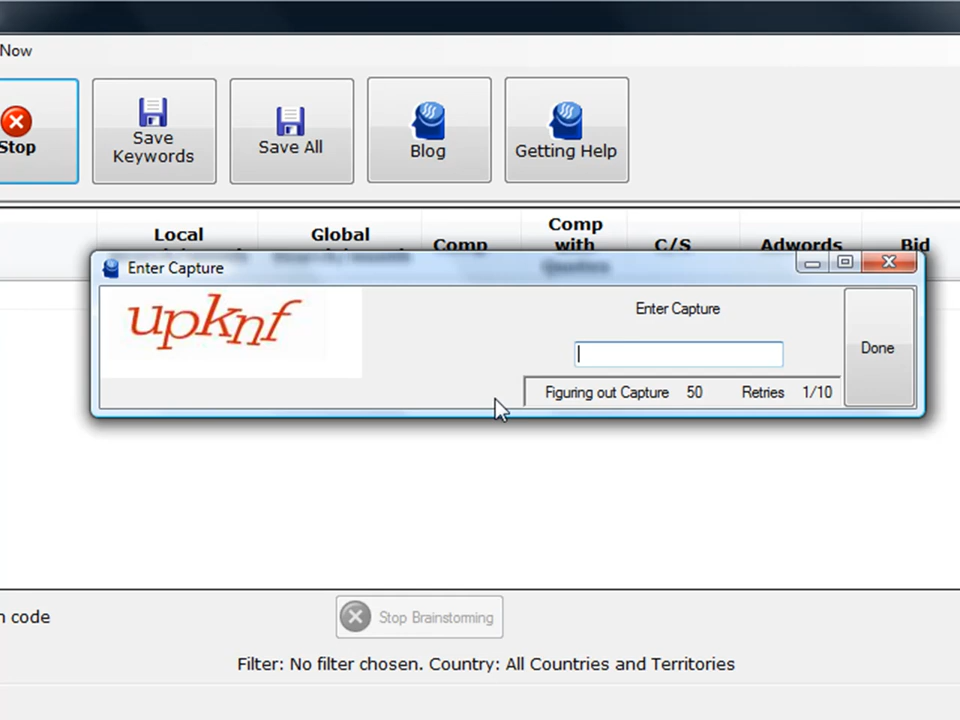 Now
Stop
Save
Keywords
Save All
Blog
Getting Help
Local
Global
Comp
Comp
with
C/S
Adwords
Bid
Enter Capture
upknf
Enter Capture
Done
Figuring out Capture 50 Retries 1/10
code
Stop Brainstorming
Filter: No filter chosen. Country: All Countries and Territories